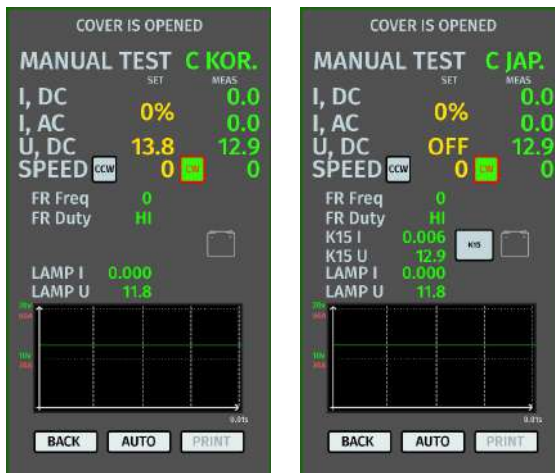 COVER IS OPENED
MANUAL TEST C KOR.
SET MEAS
I, DC 0.0
0%
I, AC 0.0
U, DC 13.8 12.9
SPEED CCW 0 CW 0
FR Freq 0
FR Duty HI
LAMP I 0.000
LAMP U 11.8
0.01s
BACK AUTO PRINT
COVER IS OPENED
MANUAL TEST C JAP.
SET MEAS
I, DC 0.0
0%
I, AC 0.0
U, DC OFF 12.9
SPEED CCW 0 CW 0
FR Freq 0
FR Duty HI
K15 I 0.006 K15
K15 U 12.9
LAMP I 0.000
LAMP U 11.8
0.01s
BACK AUTO PRINT